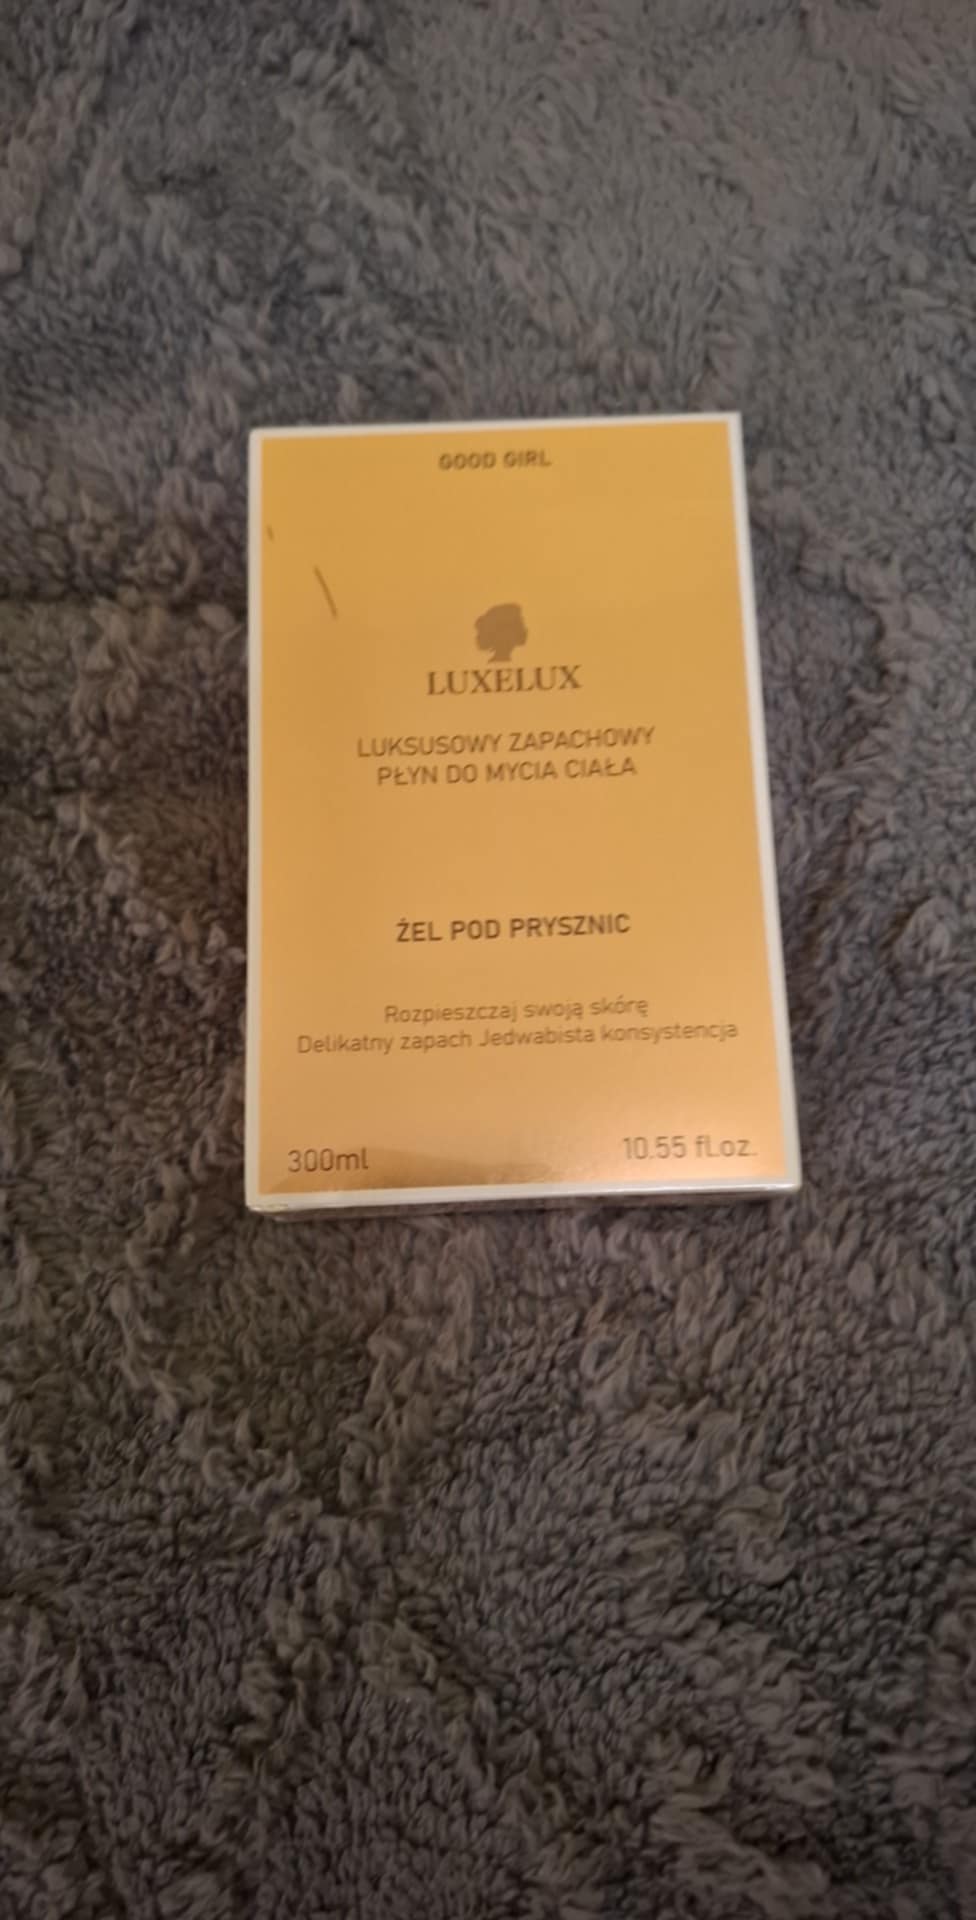 GOOD GIRL
LUXELUX
LUKSUSOWY ZAPACHOWY
PŁYN DO MYCIA CIAŁA
ŻEL POD PRYSZNIC
Rozpieszczaj swoją skórę
Delikatny zapach Jedwabista konsystencja
300ml
10.55 fl.oz.